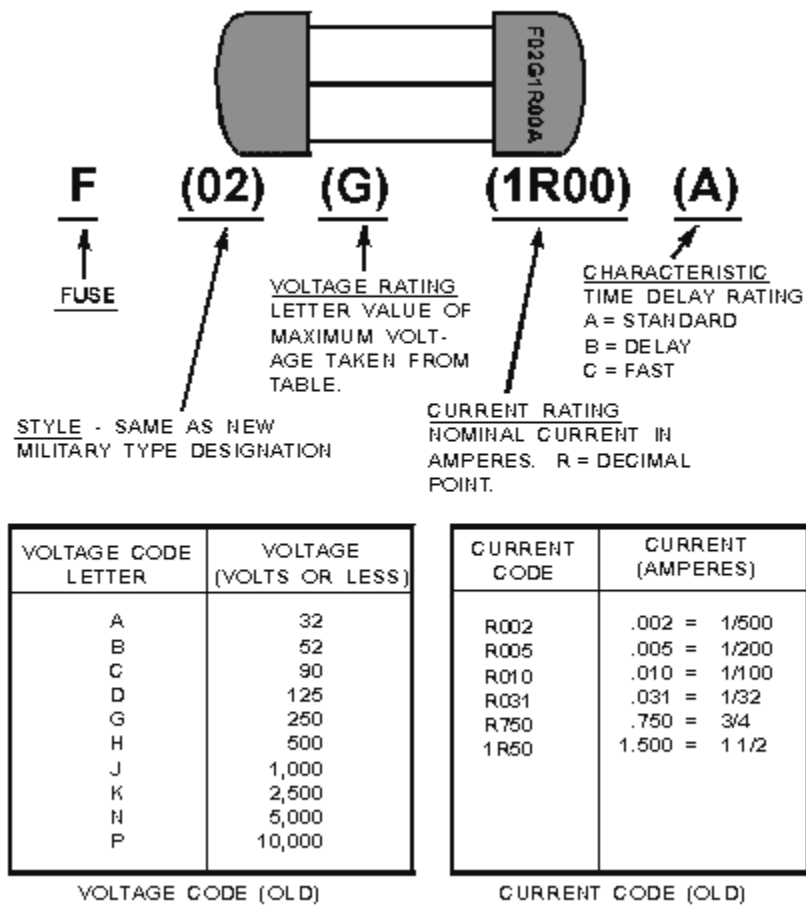 F02G1R00A
F (02) (G) (1R00) (A)
FUSE
VOLTAGE RATING
LETTER VALUE OF
MAXIMUM VOLT-
AGE TAKEN FROM
TABLE.
CHARACTERISTIC
TIME DELAY RATING
A = STANDARD
B = DELAY
C = FAST
STYLE - SAME AS NEW
MILITARY TYPE DESIGNATION
CURRENT RATING
NOMINAL CURRENT IN
AMPERES. R = DECIMAL
POINT.
VOLTAGE CODE
LETTER
VOLTAGE
(VOLTS OR LESS)
A 32
B 52
C 90
D 125
G 250
H 500
J 1,000
K 2,500
N 5,000
P 10,000
VOLTAGE CODE (OLD)
CURRENT
CODE
CURRENT
(AMPERES)
R002 .002 = 1/500
R005 .005 = 1/200
R010 .010 = 1/100
R031 .031 = 1/32
R750 .750 = 3/4
1R50 1.500 = 1 1/2
CURRENT CODE (OLD)